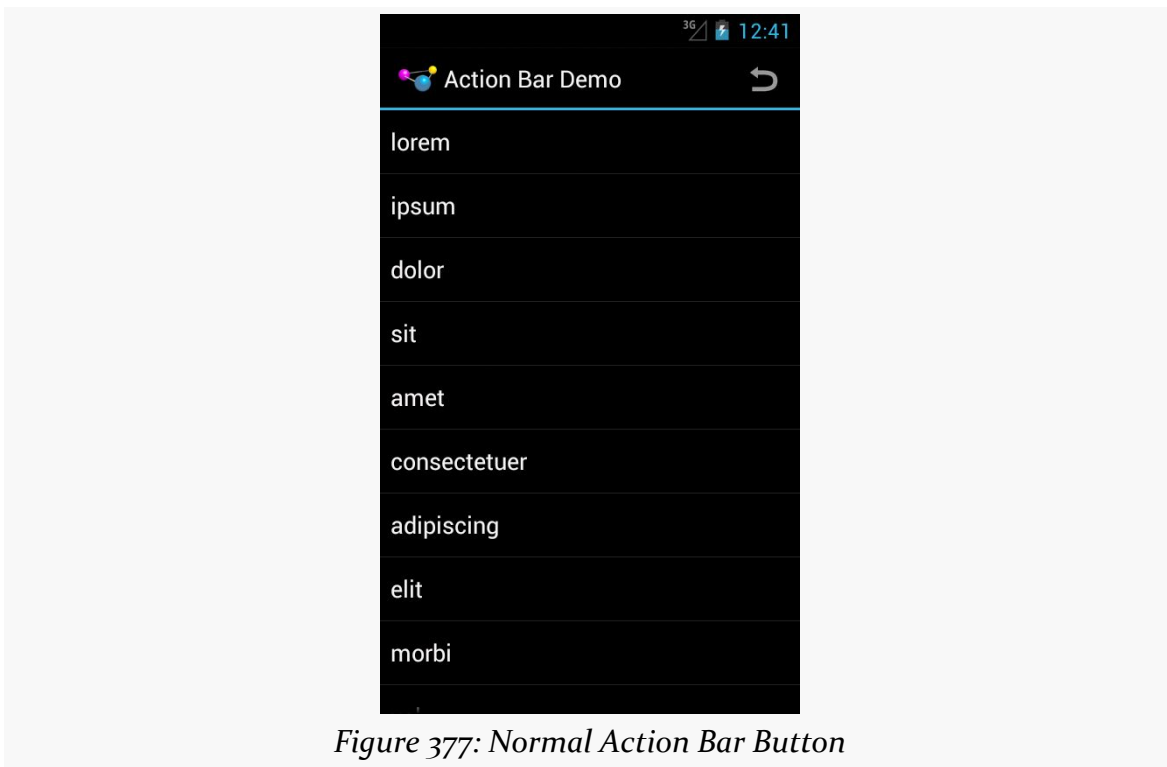 3G 12:41
Action Bar Demo
lorem
ipsum
dolor
sit
amet
consectetuer
adipiscing
elit
morbi
Figure 377: Normal Action Bar Button